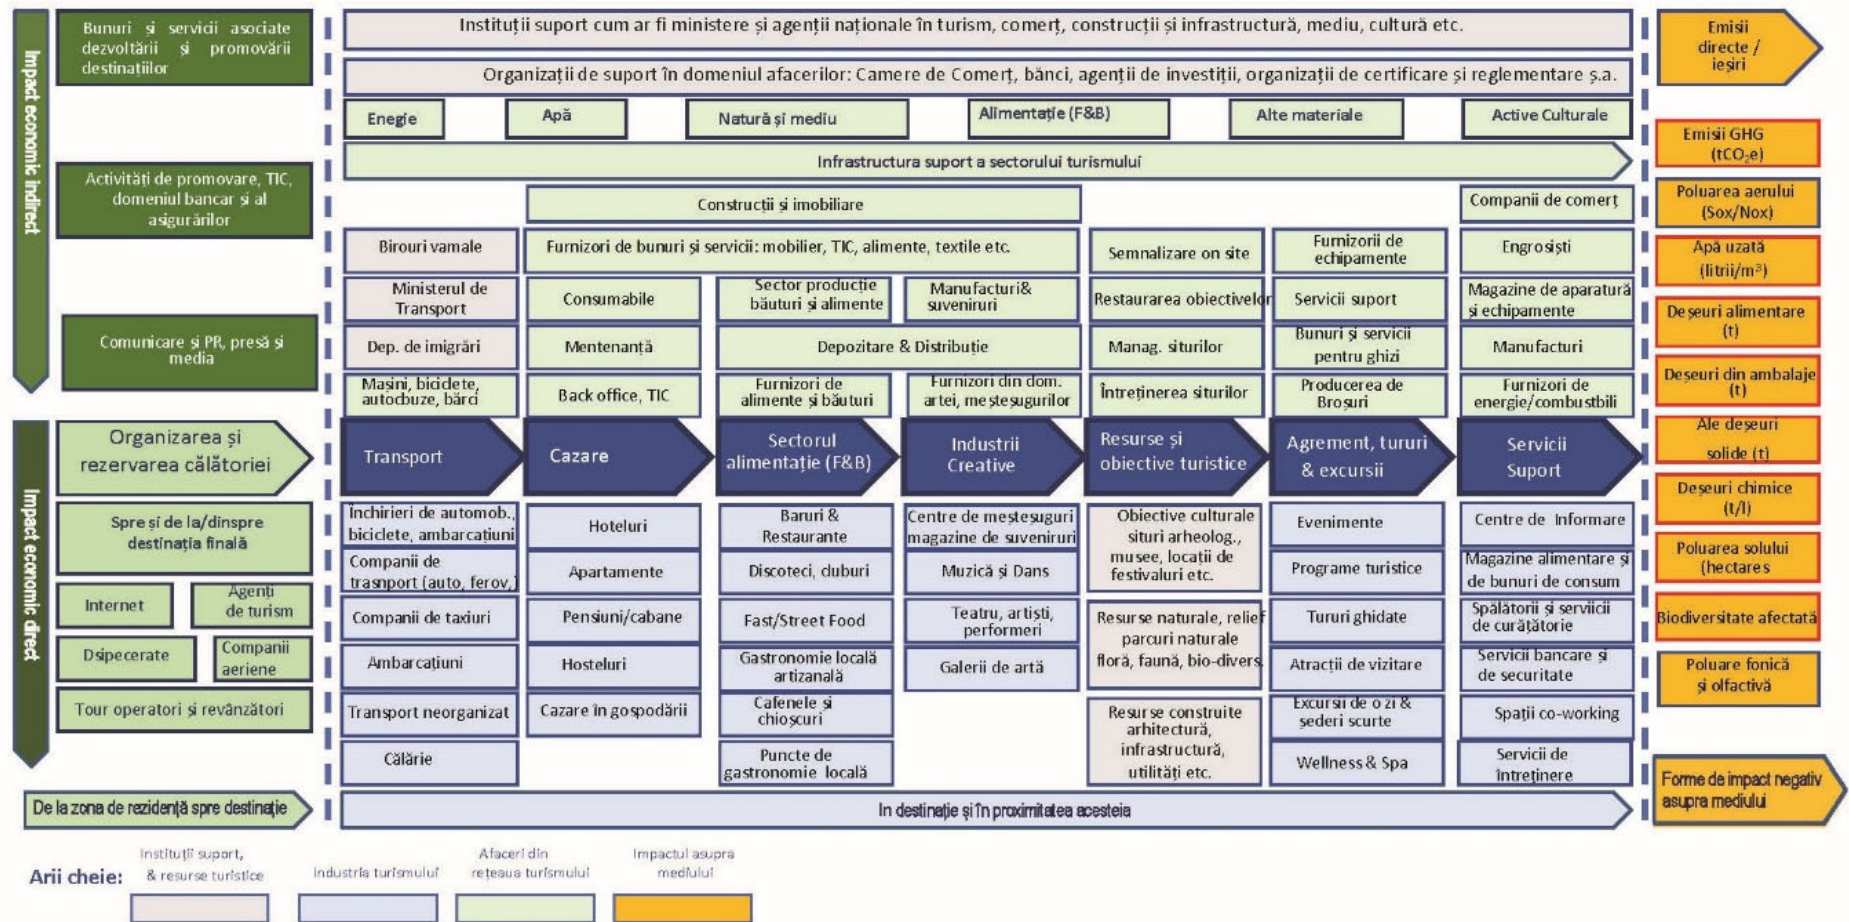 Impact economic indirect
Bunuri și servicii asociate
dezvoltării și promovării
destinațiilor
Activități de promovare, TIC,
domeniul bancar si al
asigurărilor
Comunicare si PR, presă și
media
Instituții suport cum ar fi ministere și agenții naționale în turism, comerț, construcții si infrastructură, mediu, cultură etc.
Organizații de suport în domeniul afacerilor: Camere de Comerț, bănci, agenții de investiții, organizații de certificare și reglementare ș.a.
Enegie
Apă
Natură și mediu
Alimentație (F&B)
Alte materiale
Active Culturale
Infrastructura suport a sectorului turismului
Construcții și imobiliare
Companii de comerț
Birouri vamale
Furnizori de bunuri și servicii: mobilier, TIC, alimente, textile etc.
Semnalizare on site
Furnizorii de
echipamente
Engrosiști
Ministerul de
Transport
Consumabile
Sector producție
băuturi și alimente
Manufacturi&
suveniruri
Restaurarea obiectivelor
Servicii suport
Magazine de aparatură
și echipamente
Dep. de imigrări
Mentenanță
Depozitare & Distribuție
Manag. siturilor
Bunuri și servicii
pentru ghizi
Manufacturi
Mașini, biciclete,
autocbuze, bărci
Back office, TIC
Furnizori de
alimente și băuturi
Furnizori din dom.
artei, meșteșugurilor
Întreținerea siturilor
Producerea de
Broșuri
Furnizori de
energie/combustbili
Impact economic direct
Organizarea și
rezervarea călătoriei
Transport
Cazare
Sectorul
alimentație (F&B)
Industrii
Creative
Resurse și
obiective turistice
Agrement, tururi
& excursii
Servicii
Suport
Spre și de la/dinspre
destinația finală
Internet
Agenți
de turism
Dsipecerate
Companii
aeriene
Tour operatori și revânzători
Închirieri de automob.,
biciclete, ambarcațiuni
Hoteluri
Baruri &
Restaurante
Centre de meșteșuguri
magazine de suveniruri
Obiective culturale
situri arheolog.,
musee, locații de
festivaluri etc.
Evenimente
Centre de Informare
Companii de
trasnport (auto, ferov,)
Apartamente
Discoteci, cluburi
Muzică și Dans
Programe turistice
Magazine alimentare și
de bunuri de consum
Companii de taxiuri
Pensiuni/cabane
Fast/Street Food
Teatru, artiști,
performeri
Resurse naturale, relief
parcuri naturale
floră, faună, bio-divers.
Tururi ghidate
Spălătorii și serviicii
de curățătorie
Ambarcațiuni
Hosteluri
Gastronomie locală
artizanală
Galerii de artă
Atracții de vizitare
Servicii bancare și
de securitate
Transport neorganizat
Cazare în gospodării
Cafenele și
chioșcuri
Resurse construite
arhitectură,
infrastructură,
utilități etc.
Excursii de o zi &
șederi scurte
Spații co-working
Călărie
Puncte de
gastronomie locală
Wellness & Spa
Servicii de
întreținere
De la zona de rezidență spre destinație
In destinație și în proximitatea acesteia
Emisii
directe /
ieșiri
Emisii GHG
(tCO₂e)
Poluarea aerului
(Sox/Nox)
Apă uzată
(litrii/m³)
Deșeuri alimentare
(t)
Deșeuri din ambalaje
(t)
Ale deșeuri
solide (t)
Deșeuri chimice
(t/l)
Poluarea solului
(hectares
Biodiversitate afectată
Poluare fonică
și olfactivă
Forme de impact negativ
asupra mediului
Arii cheie:
Instituții suport,
& resurse turistice
Industria turismului
Afaceri din
rețeaua turismului
Impactul asupra
mediului